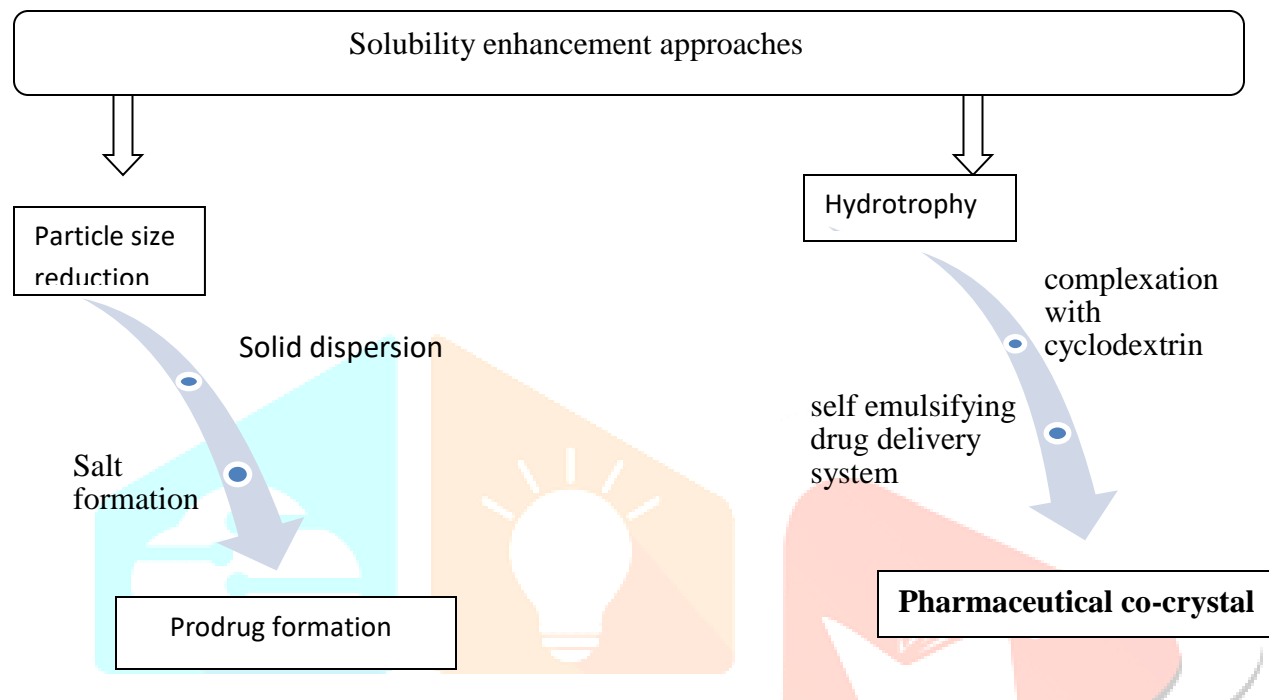 Solubility enhancement approaches
Particle size
reduction
Solid dispersion
Salt
formation
Prodrug formation
Hydrotrophy
complexation
with
cyclodextrin
self emulsifying
drug delivery
system
Pharmaceutical co-crystal